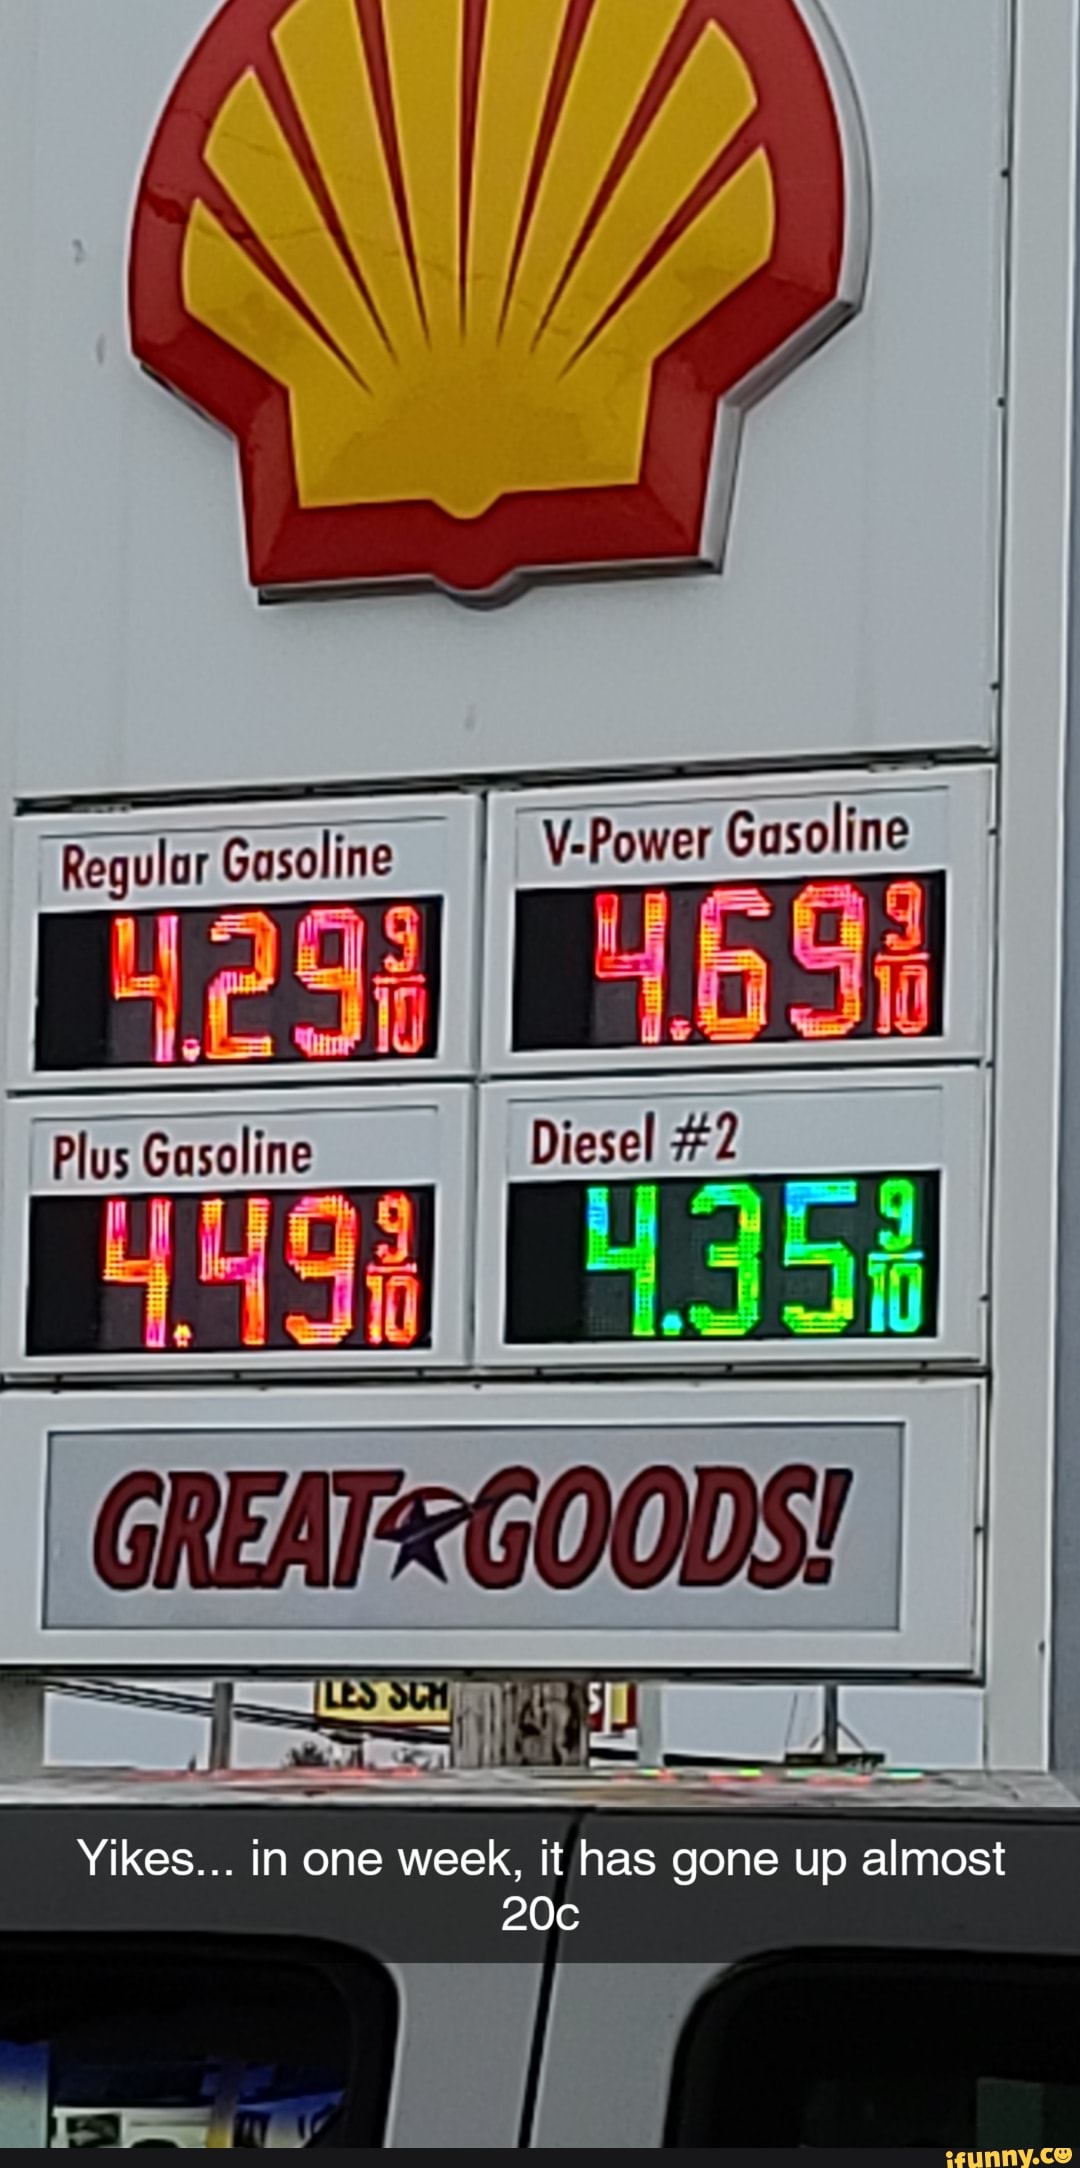 Regular Gasoline
4.29 9/10
V-Power Gasoline
4.69 9/10
Plus Gasoline
4.49 9/10
Diesel #2
4.35 9/10
GREAT GOODS!
LES SCH
S
Yikes... in one week, it has gone up almost
20c
ifunny.co